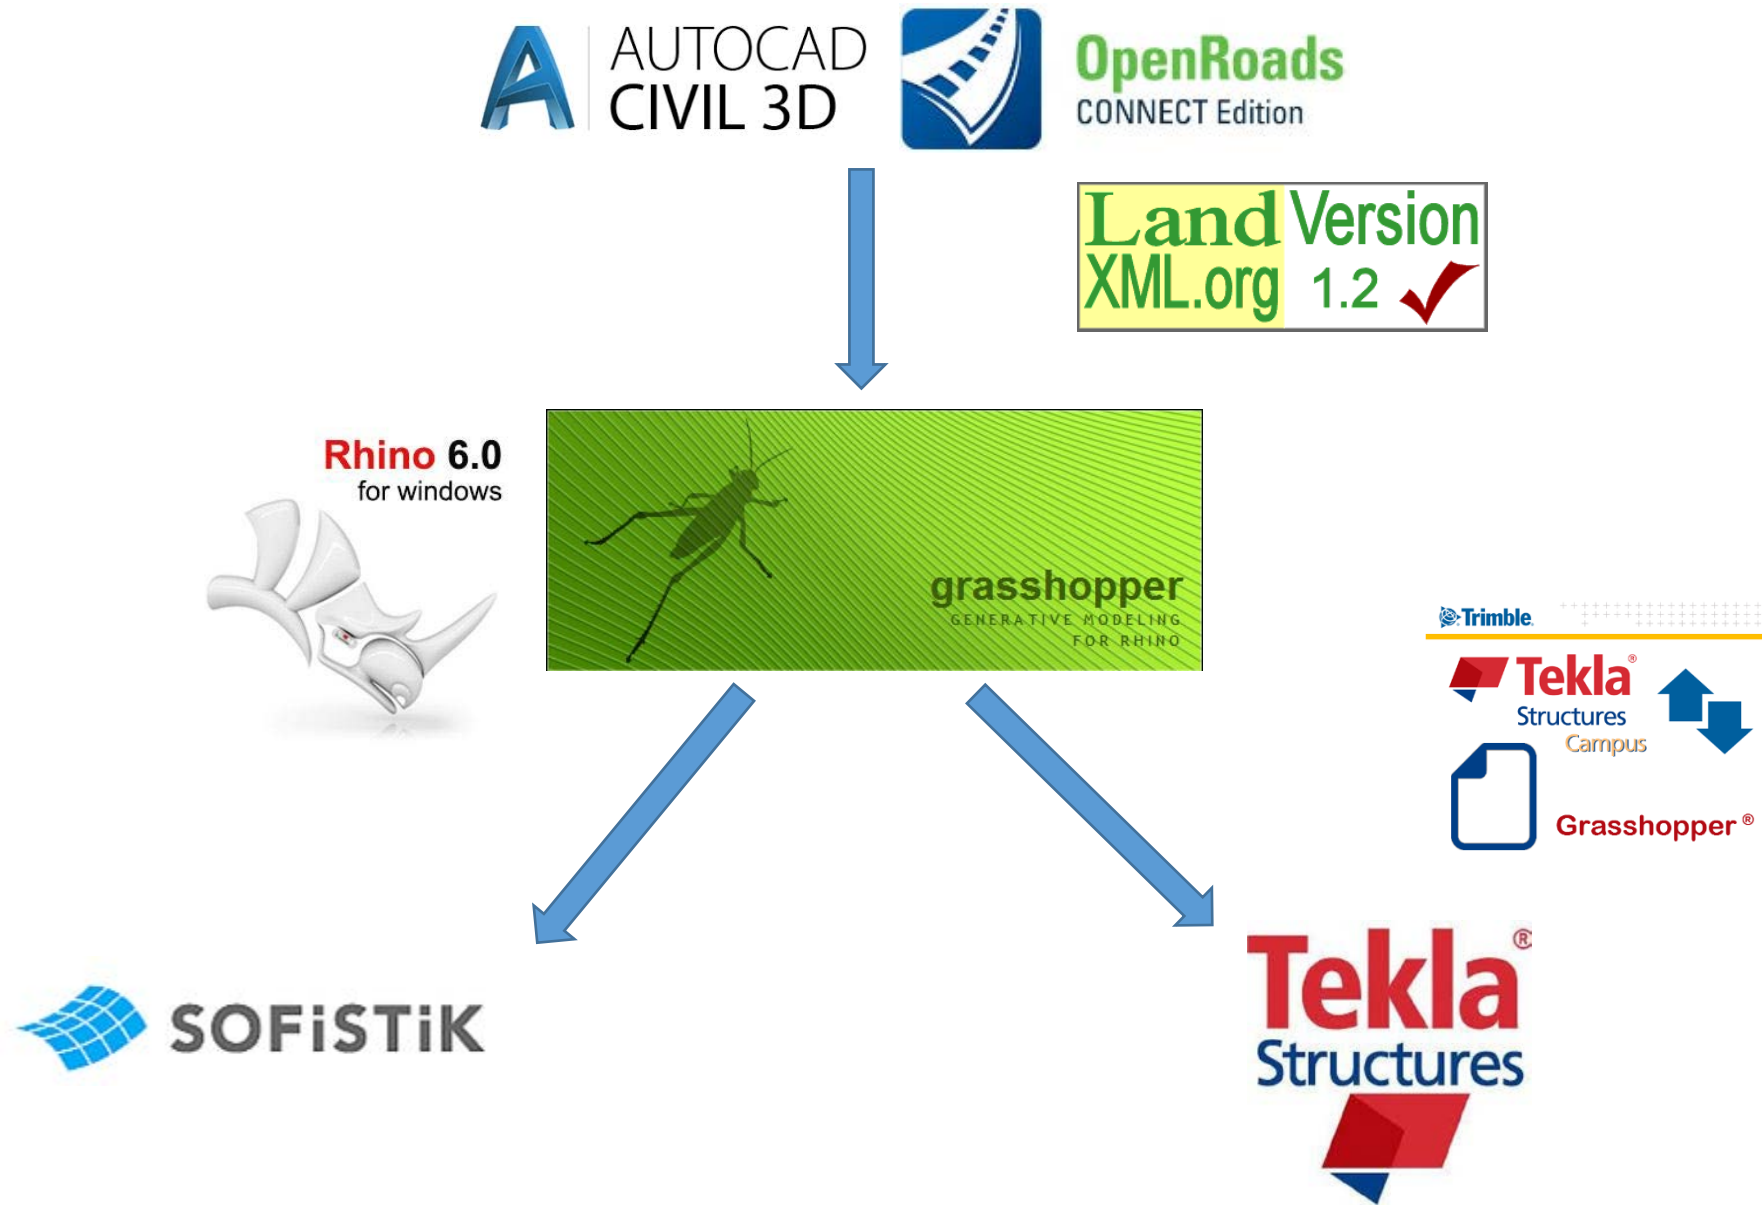 AUTOCAD
CIVIL 3D
OpenRoads
CONNECT Edition
Land Version
XML.org 1.2
Rhino 6.0
for windows
grasshopper
GENERATIVE MODELING
FOR RHINO
Trimble
Tekla®
Structures
Campus
Grasshopper®
SOFiSTiK
Tekla®
Structures